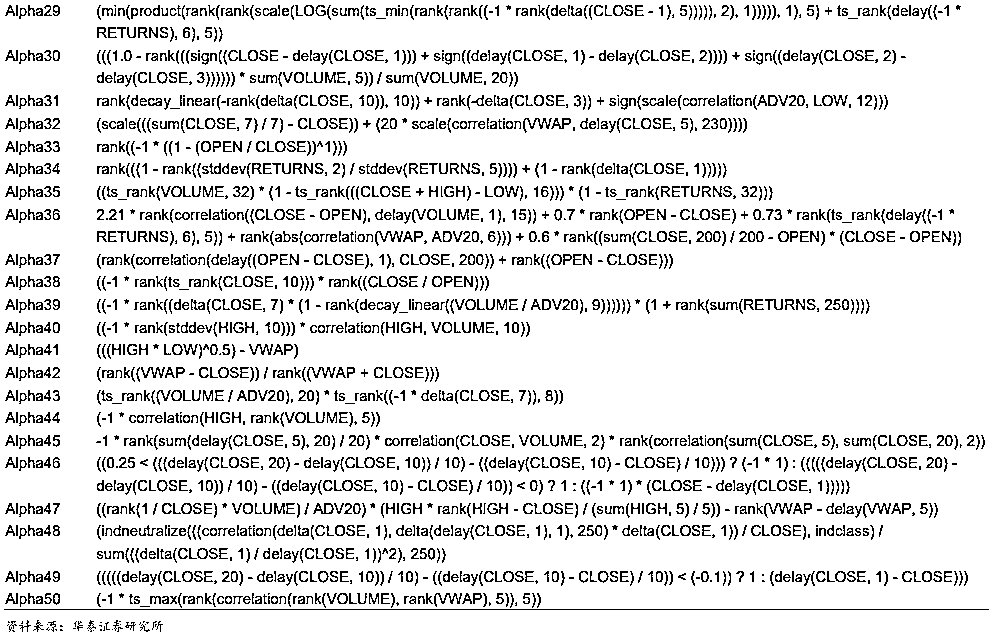 Alpha29 (min(product(rank(rank(scale(LOG(sum(ts_min(rank(rank((-1 * rank(delta((CLOSE - 1), 5))))), 2), 1))))), 1), 5) + ts_rank(delay((-1 *
RETURNS), 6), 5))
Alpha30 (((1.0 - rank(((sign((CLOSE - delay(CLOSE, 1))) + sign((delay(CLOSE, 1) - delay(CLOSE, 2)))) + sign((delay(CLOSE, 2) -
delay(CLOSE, 3)))))) * sum(VOLUME, 5)) / sum(VOLUME, 20))
Alpha31 rank(decay_linear(-rank(delta(CLOSE, 10)), 10)) + rank(-delta(CLOSE, 3)) + sign(scale(correlation(ADV20, LOW, 12)))
Alpha32 (scale(((sum(CLOSE, 7) / 7) - CLOSE)) + (20 * scale(correlation(VWAP, delay(CLOSE, 5), 230))))
Alpha33 rank((-1 * ((1 - (OPEN / CLOSE))^1)))
Alpha34 rank(((1 - rank((stddev(RETURNS, 2) / stddev(RETURNS, 5)))) + (1 - rank(delta(CLOSE, 1)))))
Alpha35 ((ts_rank(VOLUME, 32) * (1 - ts_rank(((CLOSE + HIGH) - LOW), 16))) * (1 - ts_rank(RETURNS, 32)))
Alpha36 2.21 * rank(correlation((CLOSE - OPEN), delay(VOLUME, 1), 15)) + 0.7 * rank(OPEN - CLOSE) + 0.73 * rank(ts_rank(delay((-1 *
RETURNS), 6), 5)) + rank(abs(correlation(VWAP, ADV20, 6))) + 0.6 * rank((sum(CLOSE, 200) / 200 - OPEN) * (CLOSE - OPEN))
Alpha37 (rank(correlation(delay((OPEN - CLOSE), 1), CLOSE, 200)) + rank((OPEN - CLOSE)))
Alpha38 ((-1 * rank(ts_rank(CLOSE, 10))) * rank((CLOSE / OPEN)))
Alpha39 ((-1 * rank((delta(CLOSE, 7) * (1 - rank(decay_linear((VOLUME / ADV20), 9)))))) * (1 + rank(sum(RETURNS, 250))))
Alpha40 ((-1 * rank(stddev(HIGH, 10))) * correlation(HIGH, VOLUME, 10))
Alpha41 (((HIGH * LOW)^0.5) - VWAP)
Alpha42 (rank((VWAP - CLOSE)) / rank((VWAP + CLOSE)))
Alpha43 (ts_rank((VOLUME / ADV20), 20) * ts_rank((-1 * delta(CLOSE, 7)), 8))
Alpha44 (-1 * correlation(HIGH, rank(VOLUME), 5))
Alpha45 -1 * rank(sum(delay(CLOSE, 5), 20) / 20) * correlation(CLOSE, VOLUME, 2) * rank(correlation(sum(CLOSE, 5), sum(CLOSE, 20), 2))
Alpha46 ((0.25 < (((delay(CLOSE, 20) - delay(CLOSE, 10)) / 10) - ((delay(CLOSE, 10) - CLOSE) / 10))) ? (-1 * 1) : (((((delay(CLOSE, 20) -
delay(CLOSE, 10)) / 10) - ((delay(CLOSE, 10) - CLOSE) / 10)) < 0) ? 1 : ((-1 * 1) * (CLOSE - delay(CLOSE, 1)))))
Alpha47 ((rank(1 / CLOSE) * VOLUME) / ADV20) * (HIGH * rank(HIGH - CLOSE) / (sum(HIGH, 5) / 5)) - rank(VWAP - delay(VWAP, 5))
Alpha48 (indneutralize(((correlation(delta(CLOSE, 1), delta(delay(CLOSE, 1), 1), 250) * delta(CLOSE, 1)) / CLOSE), indclass) /
sum(((delta(CLOSE, 1) / delay(CLOSE, 1))^2), 250))
Alpha49 (((((delay(CLOSE, 20) - delay(CLOSE, 10)) / 10) - ((delay(CLOSE, 10) - CLOSE) / 10)) < (-0.1)) ? 1 : (delay(CLOSE, 1) - CLOSE)))
Alpha50 (-1 * ts_max(rank(correlation(rank(VOLUME), rank(VWAP), 5)), 5))
资料来源：华泰证券研究所